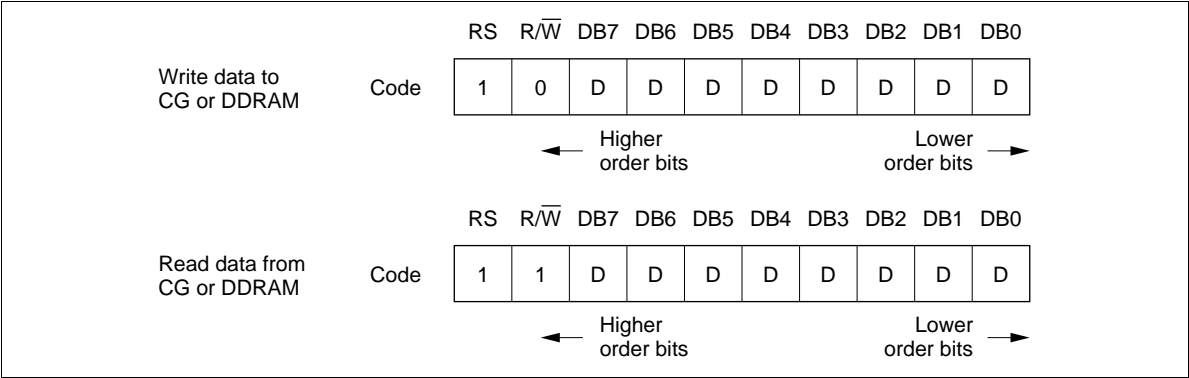 RS R/W̅ DB7 DB6 DB5 DB4 DB3 DB2 DB1 DB0
Write data to
CG or DDRAM
Code 1 0 D D D D D D D D
Higher
order bits
Lower
order bits
RS R/W̅ DB7 DB6 DB5 DB4 DB3 DB2 DB1 DB0
Read data from
CG or DDRAM
Code 1 1 D D D D D D D D
Higher
order bits
Lower
order bits